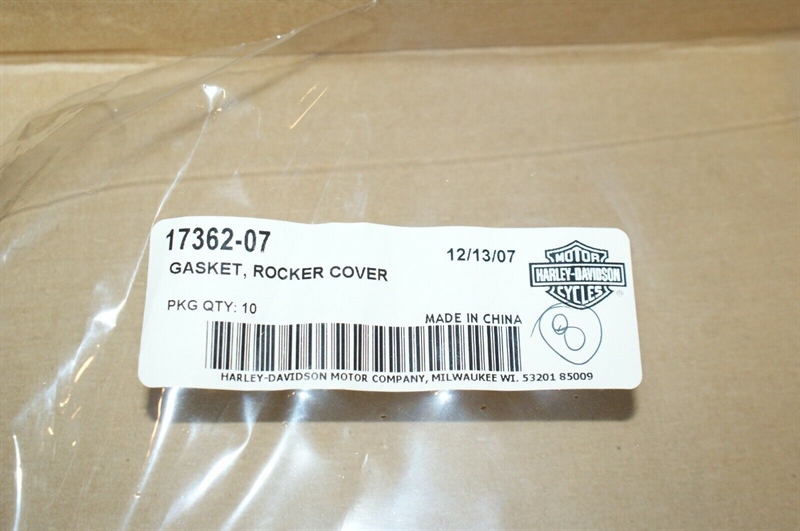 17362-07
12/13/07
GASKET, ROCKER COVER
MOTOR
HARLEY-DAVIDSON
CYCLES
®
PKG QTY: 10
MADE IN CHINA
8
HARLEY-DAVIDSON MOTOR COMPANY, MILWAUKEE WI. 53201 85009